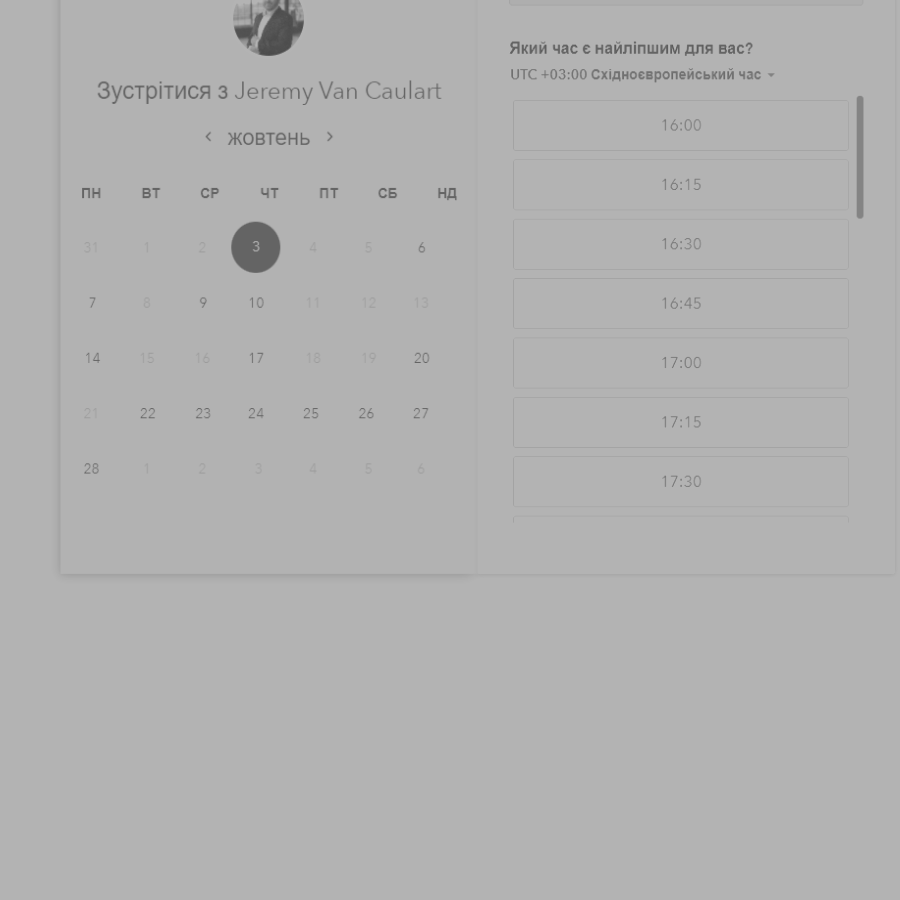 Зустрітися з Jeremy Van Caulart
жовтень
ПН ВТ СР ЧТ ПТ СБ НД
31 1 2 3 4 5 6
7 8 9 10 11 12 13
14 15 16 17 18 19 20
21 22 23 24 25 26 27
28 1 2 3 4 5 6
Який час є найліпшим для вас?
UTC +03:00 Східноєвропейський час
16:00
16:15
16:30
16:45
17:00
17:15
17:30